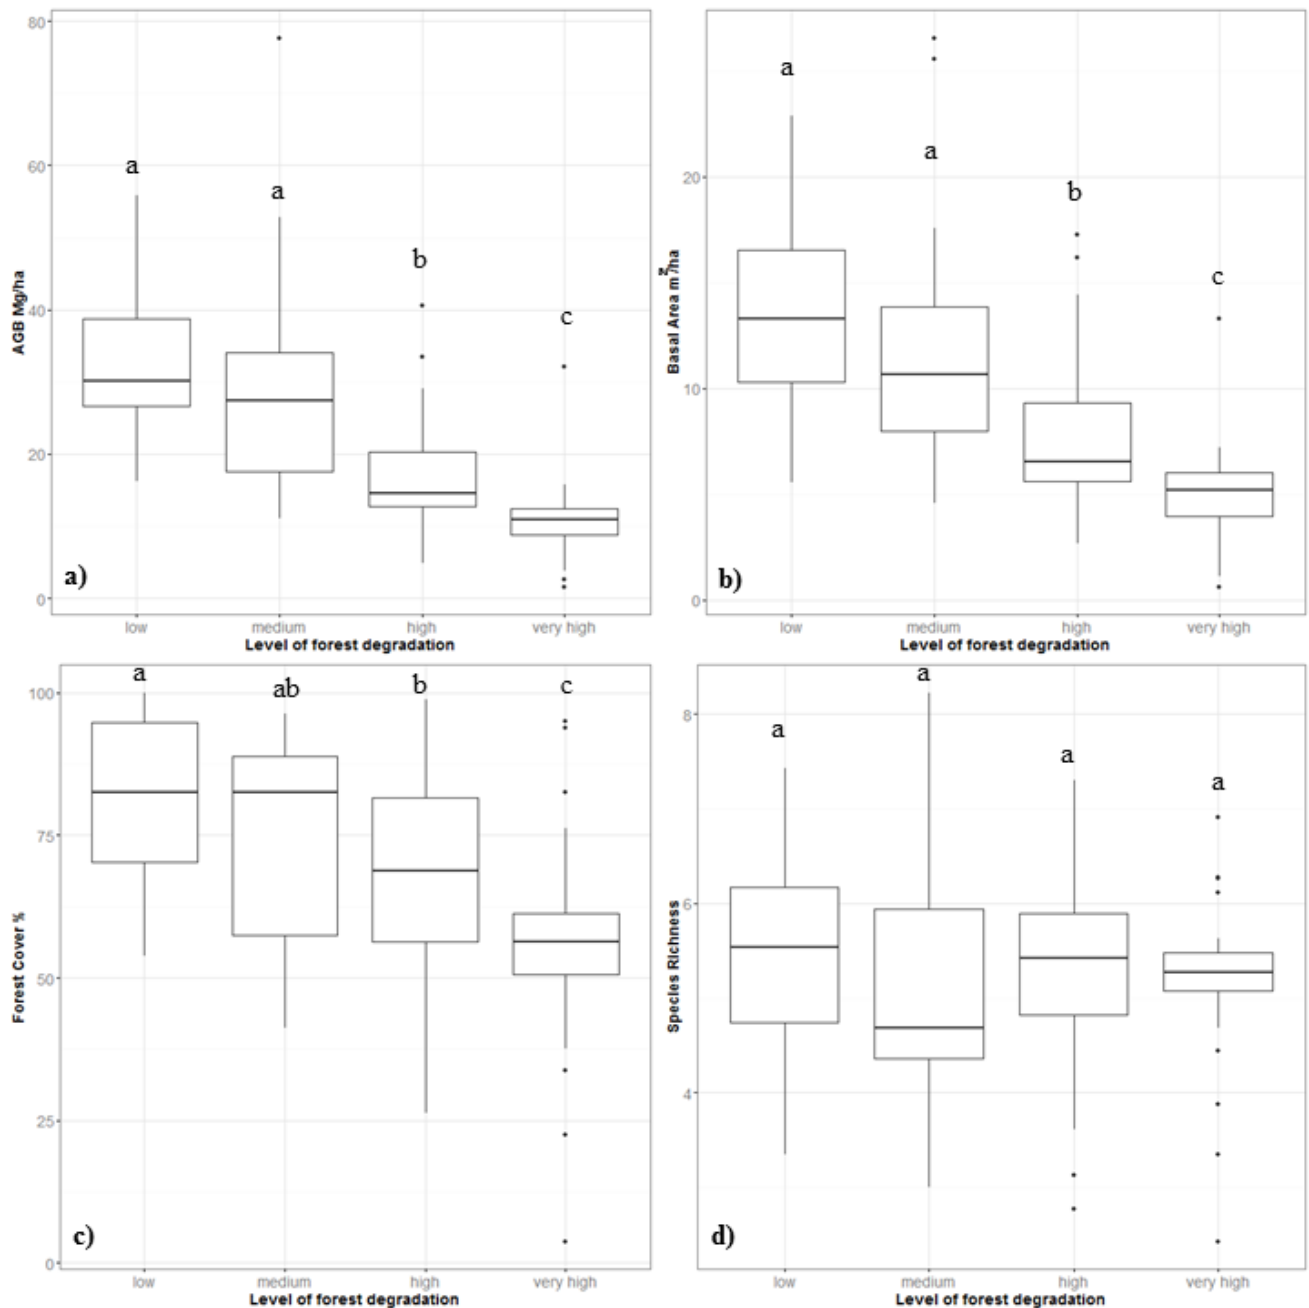 80
60
40
20
0
AGB Mg/ha
a
a
b
c
a)
low medium high very high
Level of forest degradation
20
10
0
Basal Area m²/ha
a
a
b
c
b)
low medium high very high
Level of forest degradation
100
75
50
25
0
Forest Cover %
a
ab
b
c
c)
low medium high very high
Level of forest degradation
8
6
4
Species Richness
a
a
a
a
d)
low medium high very high
Level of forest degradation